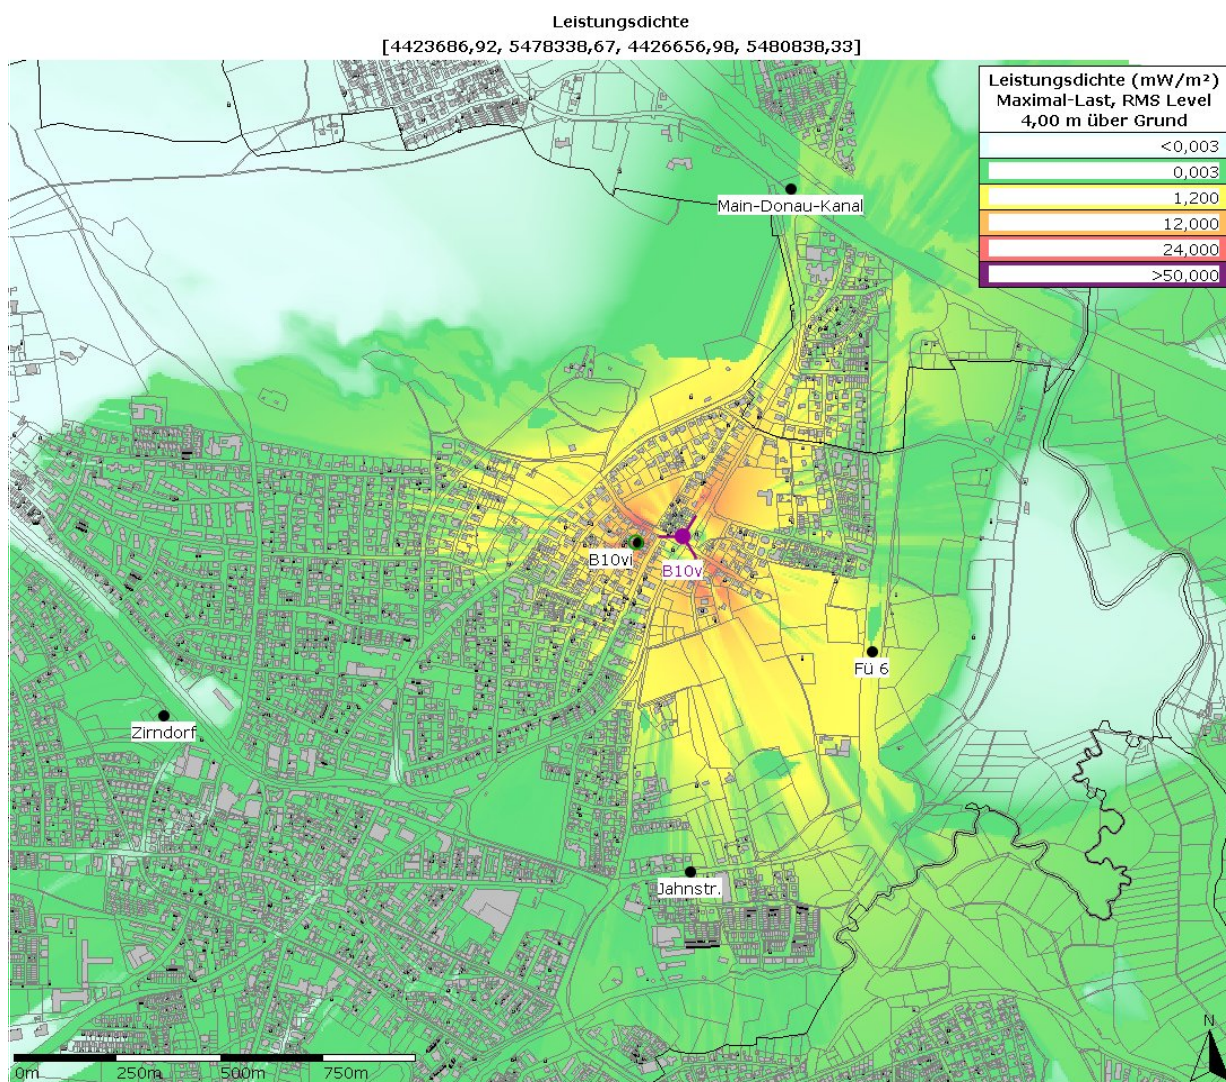 Leistungsdichte
[4423686,92, 5478338,67, 4426656,98, 5480838,33]
Leistungsdichte (mW/m²)
Maximal-Last, RMS Level
4,00 m über Grund
<0,003
0,003
1,200
12,000
24,000
>50,000
Main-Donau-Kanal
B10vi
B10v
Fü 6
Zirndorf
Jahnstr.
N
0m 250m 500m 750m